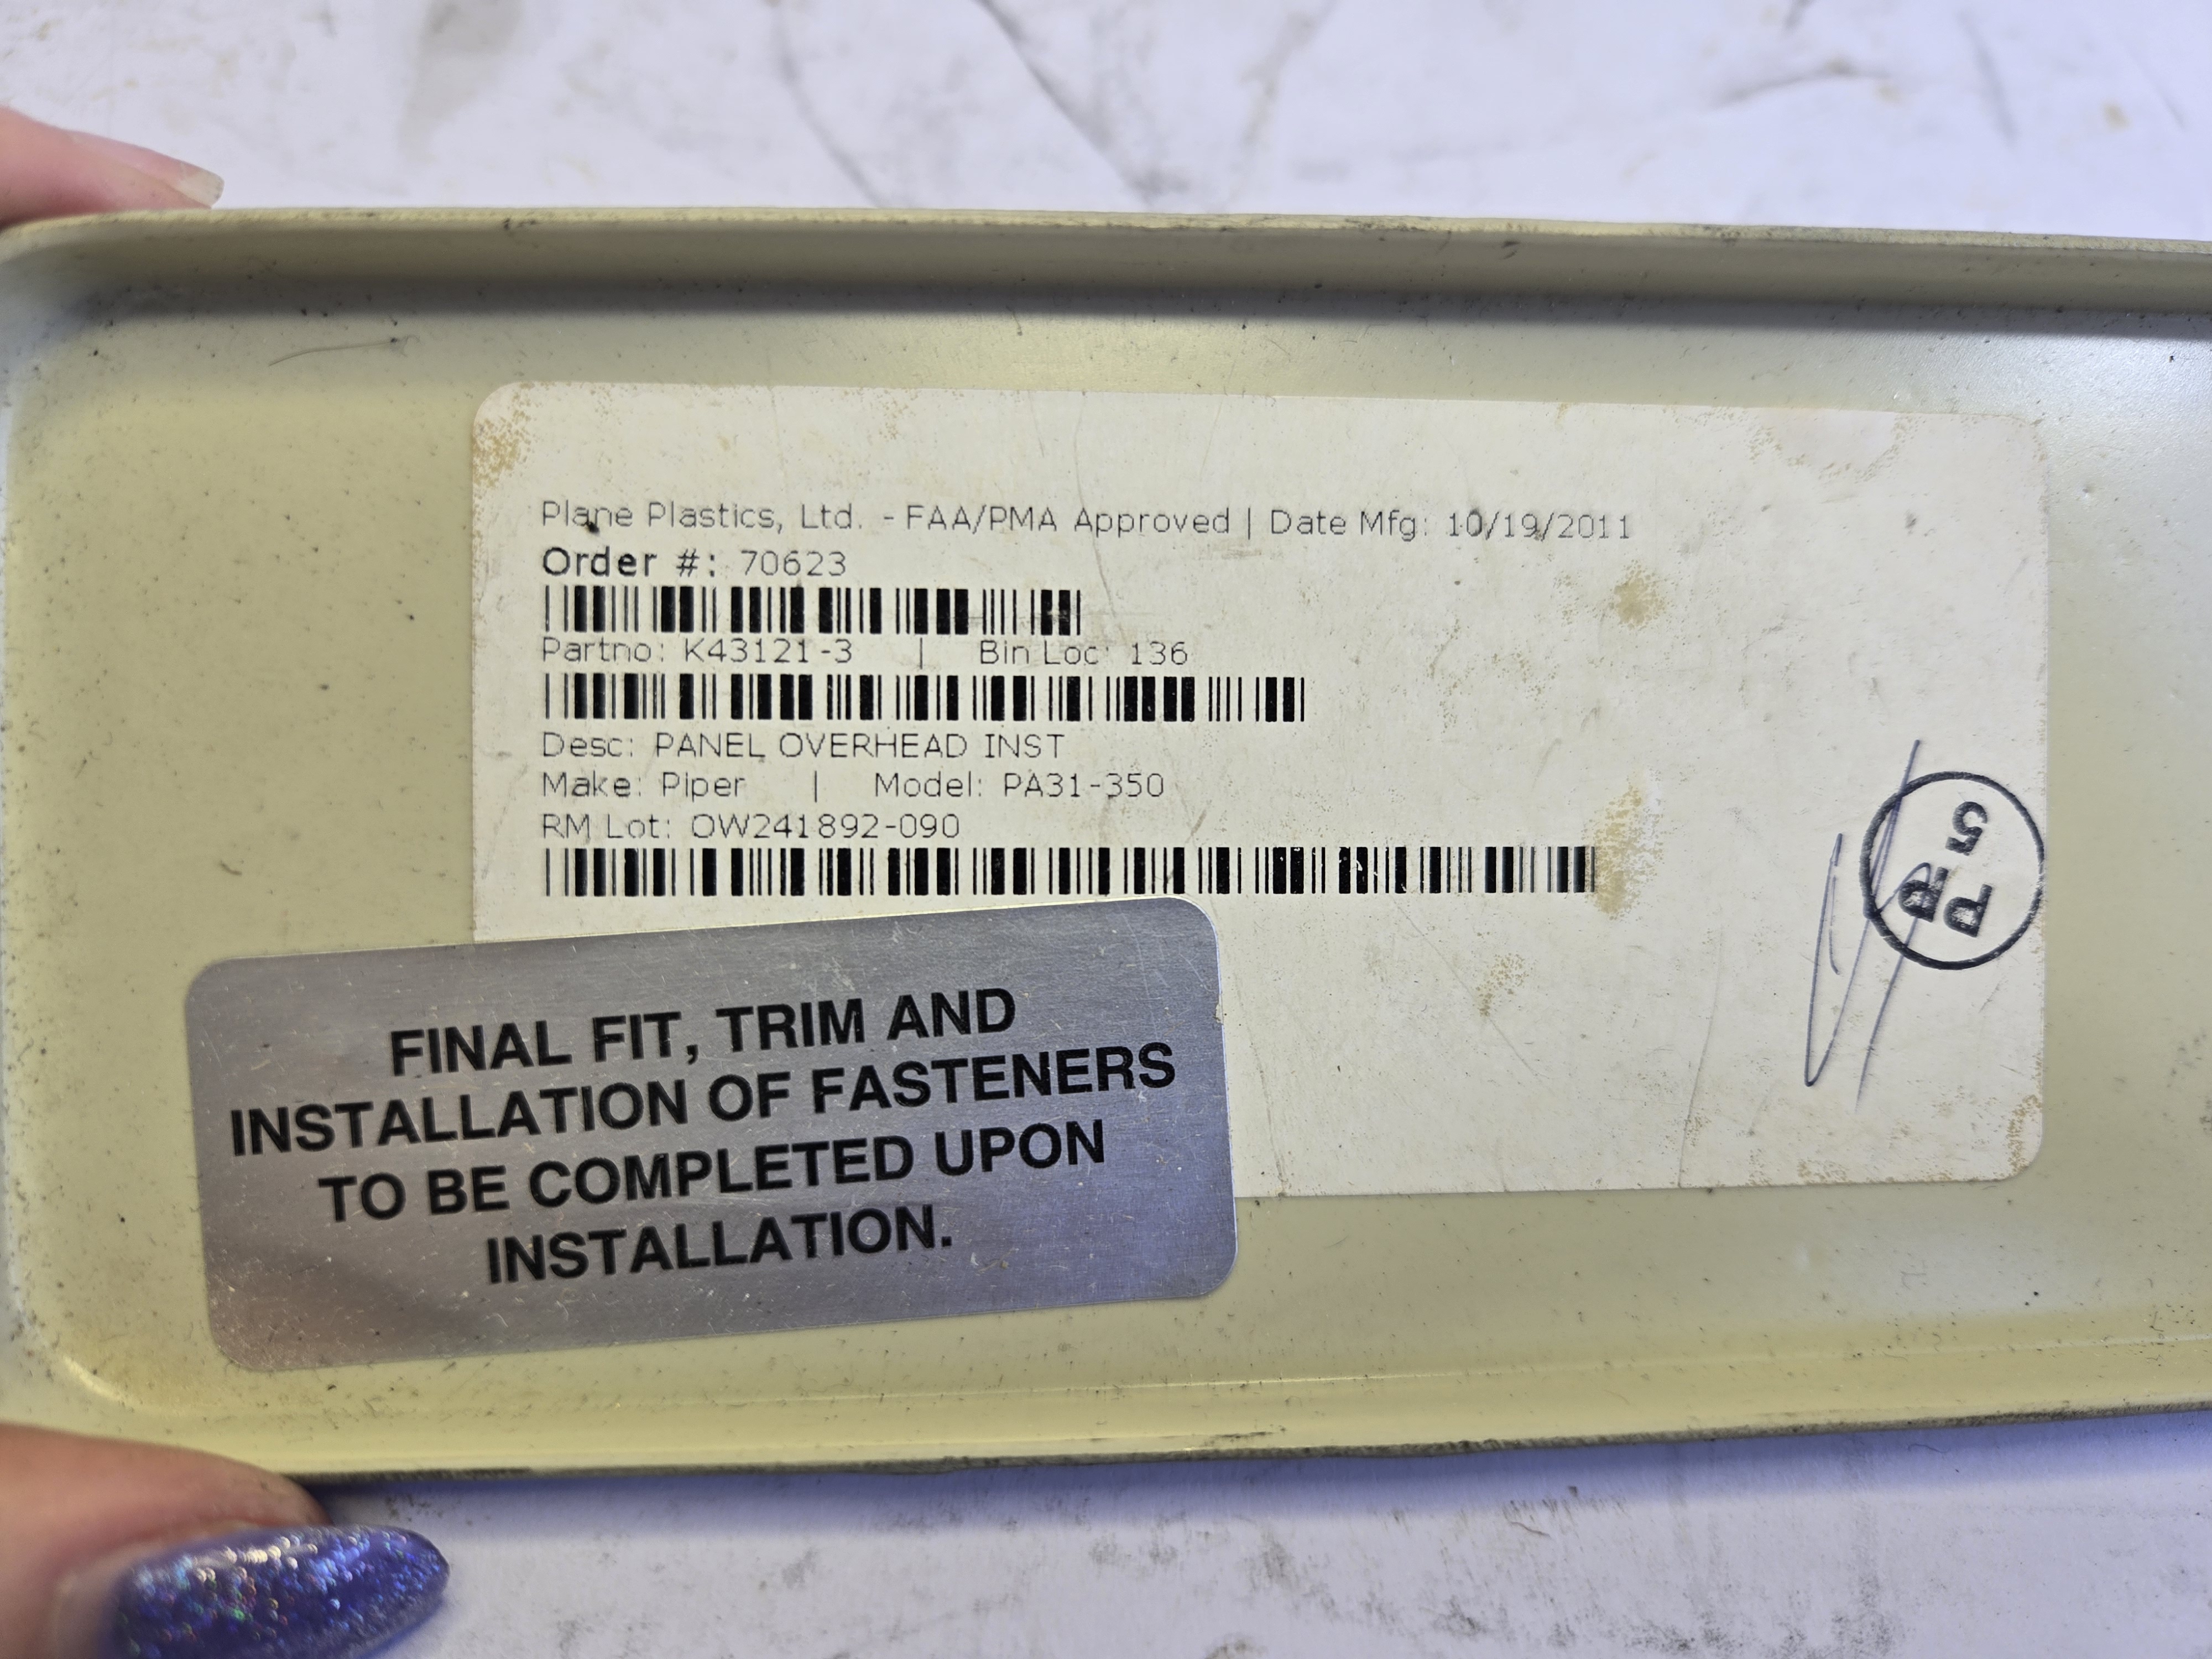 Plane Plastics, Ltd. - FAA/PMA Approved | Date Mfg: 10/19/2011
Order #: 70623
Partno: K43121-3 | Bin Loc: 136
Desc: PANEL OVERHEAD INST
Make: Piper | Model: PA31-350
RM Lot: OW241892-090
PR
5
FINAL FIT, TRIM AND
INSTALLATION OF FASTENERS
TO BE COMPLETED UPON
INSTALLATION.